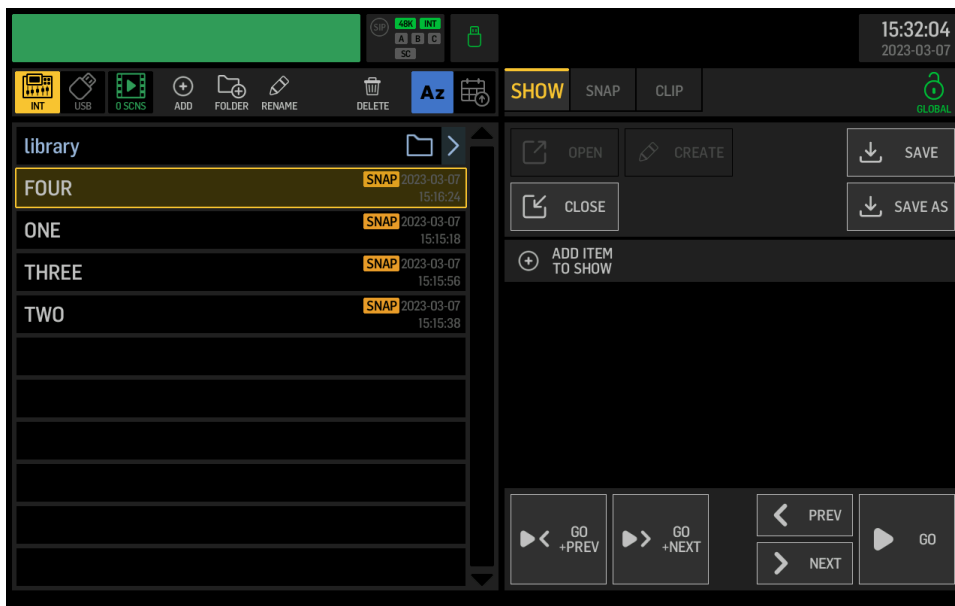 SIP 48K INT
A B C
SC
15:32:04
2023-03-07
INT USB 0 SCNS ADD FOLDER RENAME DELETE Az
SHOW SNAP CLIP GLOBAL
library
FOUR SNAP 2023-03-07
15:16:24
ONE SNAP 2023-03-07
15:15:18
THREE SNAP 2023-03-07
15:15:56
TWO SNAP 2023-03-07
15:15:38
OPEN CREATE SAVE
CLOSE SAVE AS
ADD ITEM
TO SHOW
GO
+PREV
GO
+NEXT
PREV
NEXT
GO